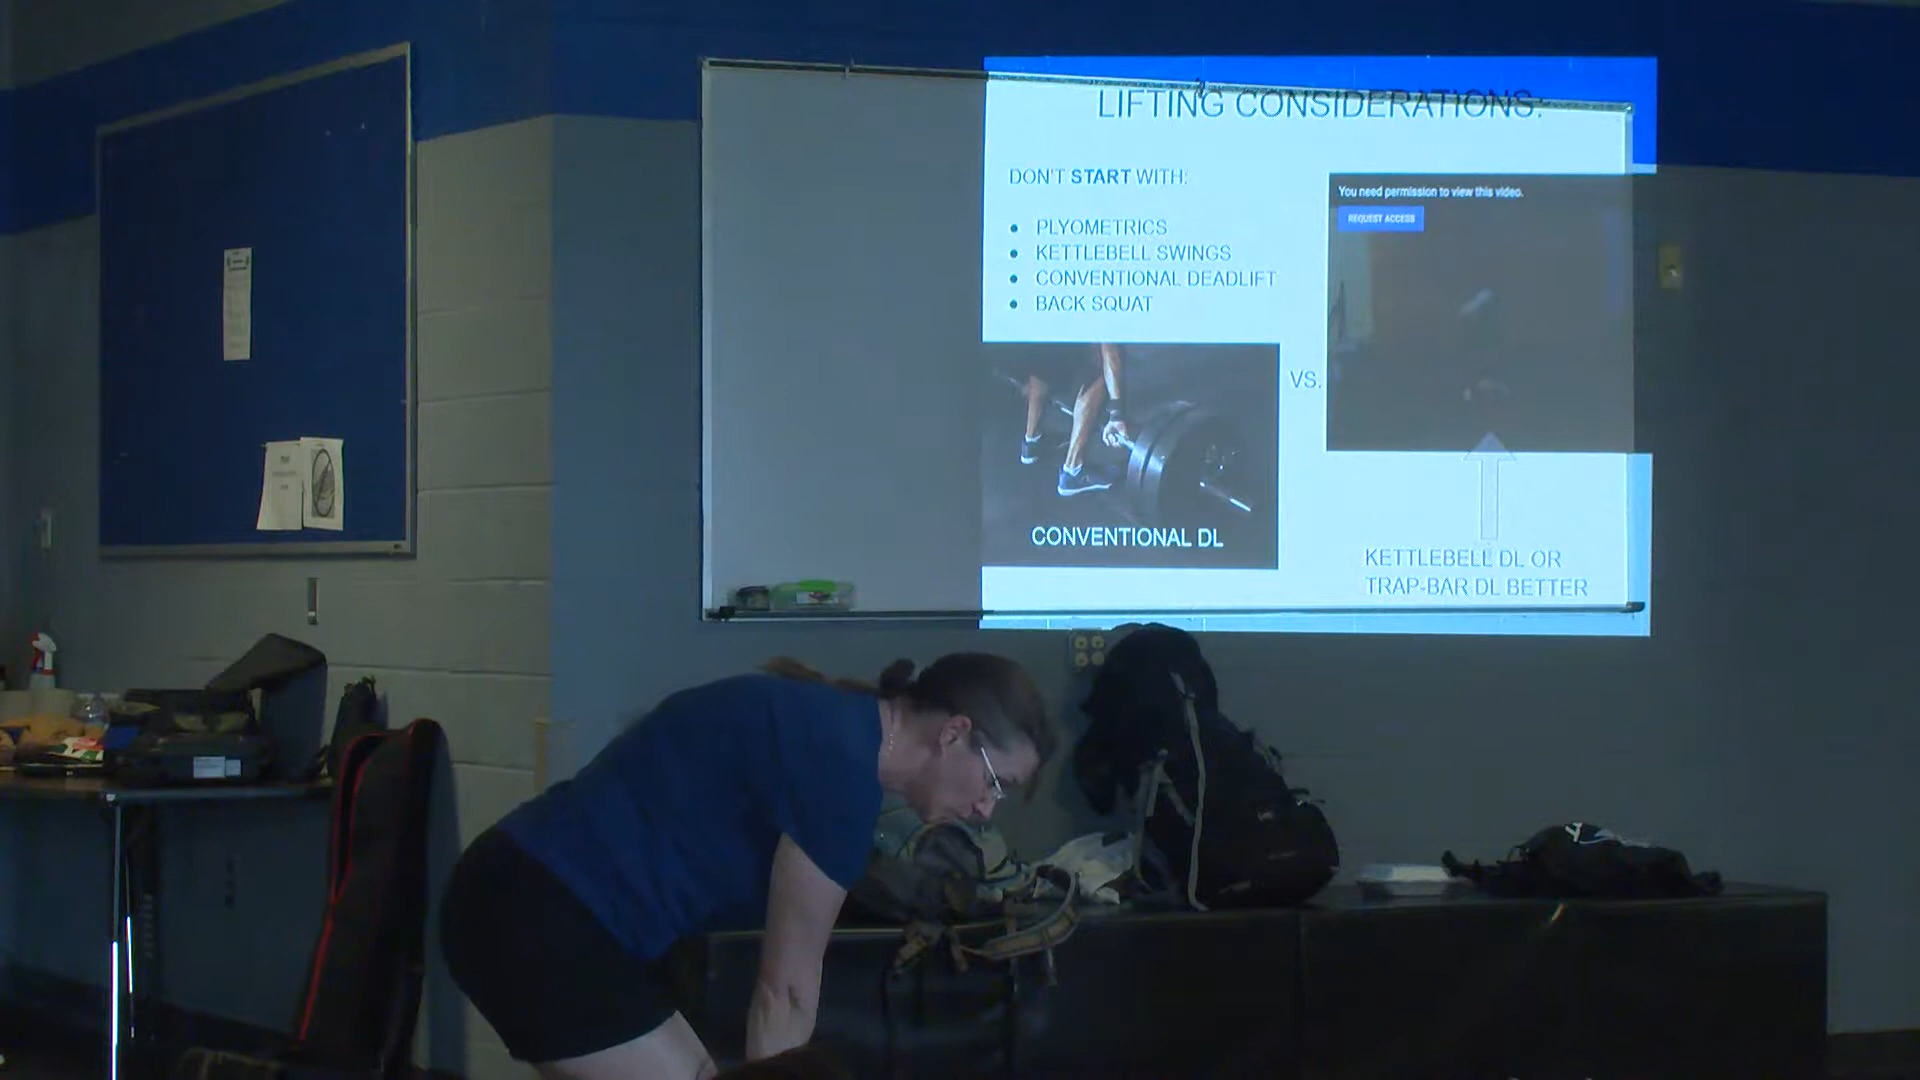 LIFTING CONSIDERATIONS:
DON'T START WITH:
● PLYOMETRICS
● KETTLEBELL SWINGS
● CONVENTIONAL DEADLIFT
● BACK SQUAT
You need permission to view this video.
REQUEST ACCESS
VS.
CONVENTIONAL DL
KETTLEBELL DL OR
TRAP-BAR DL BETTER